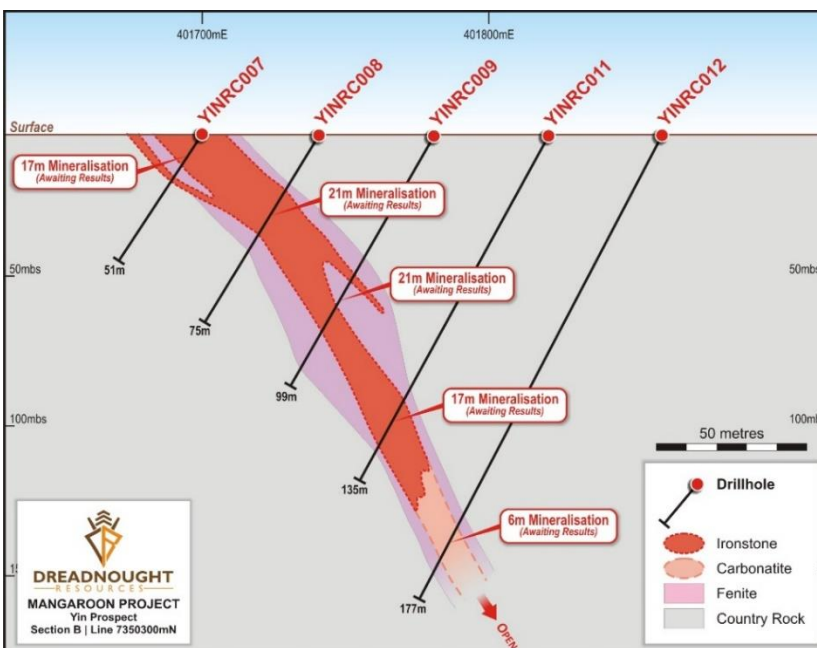 401700mE
401800mE
YINRC007
YINRC008
YINRC009
YINRC011
YINRC012
Surface
17m Mineralisation
(Awaiting Results)
21m Mineralisation
(Awaiting Results)
51m
50mbs
50mbs
21m Mineralisation
(Awaiting Results)
75m
99m
17m Mineralisation
(Awaiting Results)
100mbs
100m
50 metres
135m
Drillhole
6m Mineralisation
(Awaiting Results)
Ironstone
Carbonatite
Fenite
Country Rock
177m
OPEN
DREADNOUGHT
RESOURCES
MANGAROON PROJECT
Yin Prospect
Section B | Line 7350300mN